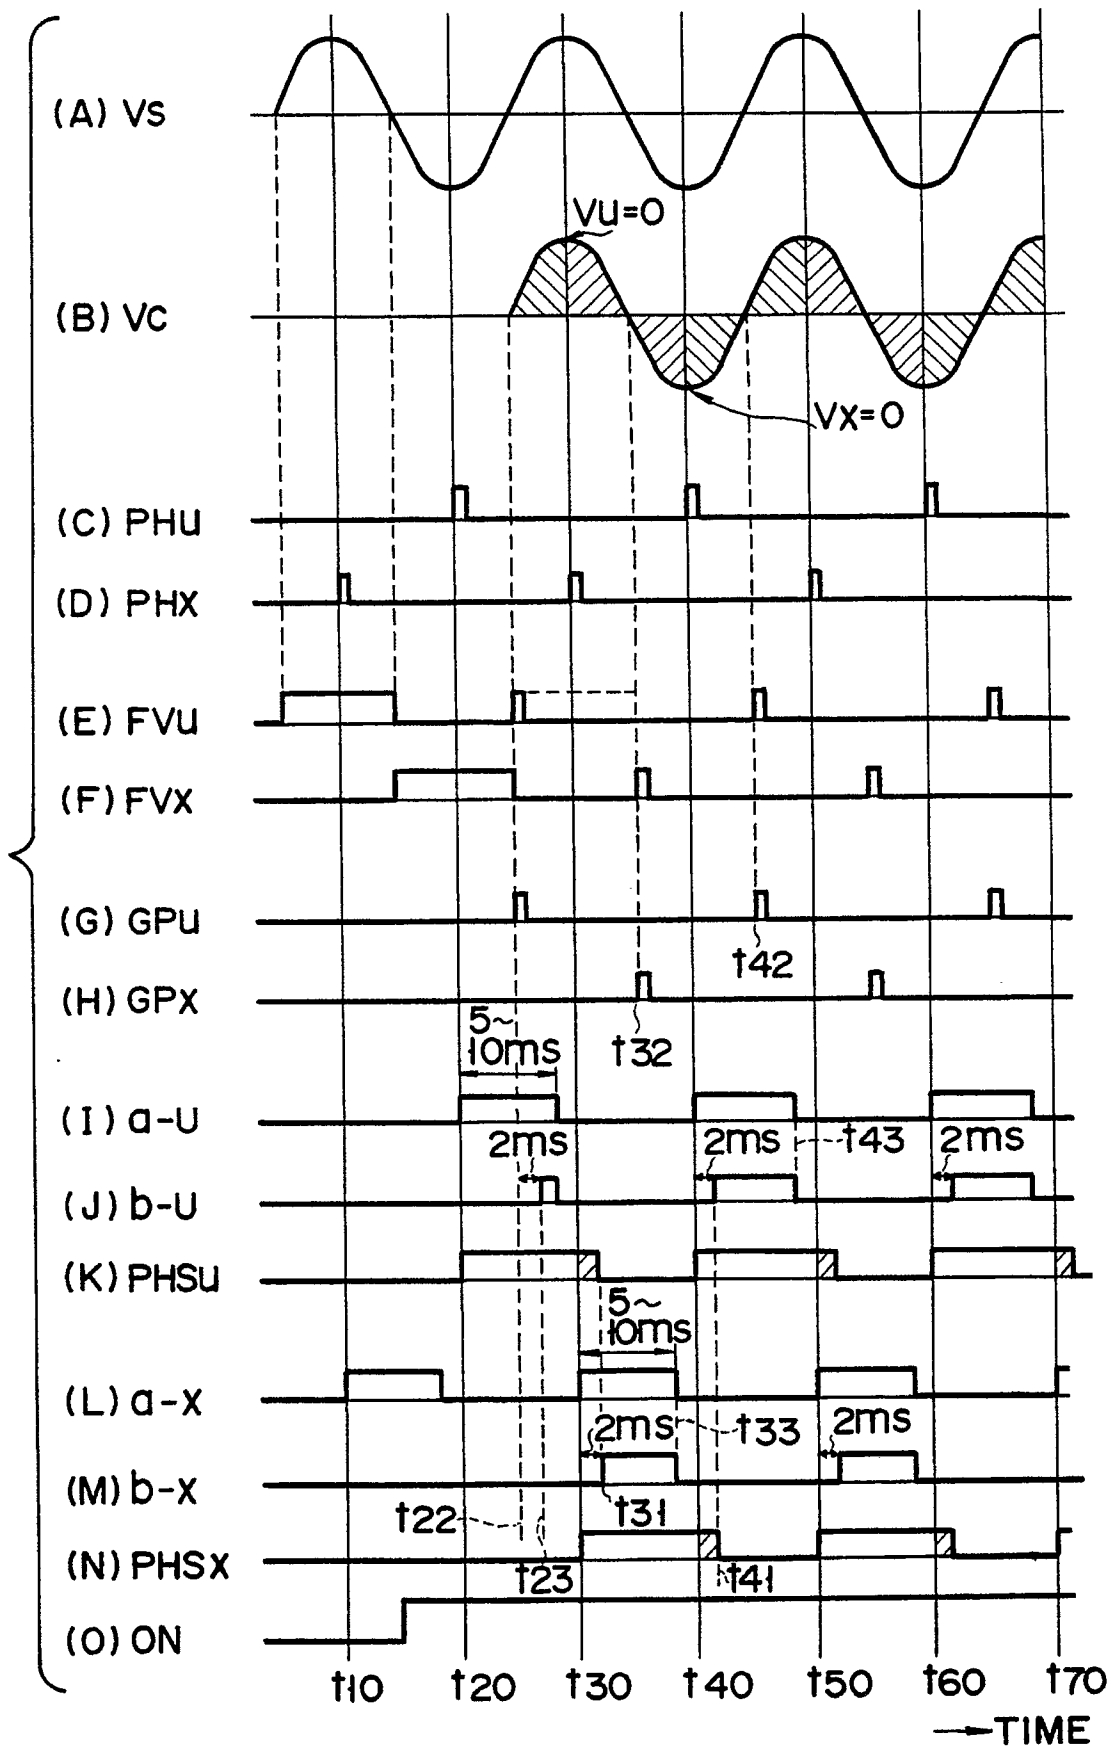 (A) Vs
Vu=0
(B) Vc
Vx=0
(C) PHu
(D) PHx
(E) FVu
(F) FVx
(G) GPu
t42
(H) GPx
5~
10ms
t32
(I) a-u
2ms
2ms
t43
2ms
(J) b-u
(K) PHSu
5~
10ms
(L) a-x
2ms
t33
2ms
(M) b-x
t22
t31
(N) PHSx
t23
t41
(O) ON
t10 t20 t30 t40 t50 t60 t70
TIME